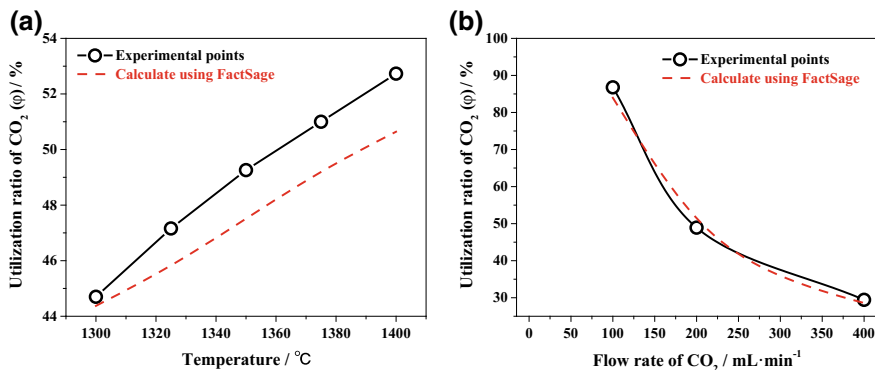 (a)
Utilization ratio of CO₂ (φ) / %
54
52
50
48
46
44
Experimental points
Calculate using FactSage
1300 1320 1340 1360 1380 1400
Temperature / ℃
(b)
Utilization ratio of CO₂ (φ) / %
100
90
80
70
60
50
40
30
Experimental points
Calculate using FactSage
0 50 100 150 200 250 300 350 400
Flow rate of CO₂ / mL·min⁻¹